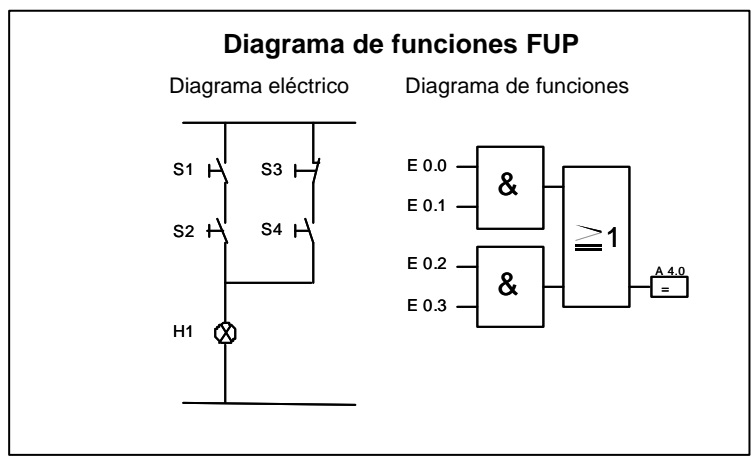 Diagrama de funciones FUP
Diagrama eléctrico
Diagrama de funciones
S1
S3
S2
S4
H1
E 0.0
E 0.1
&
E 0.2
E 0.3
&
≧1
A 4.0
=